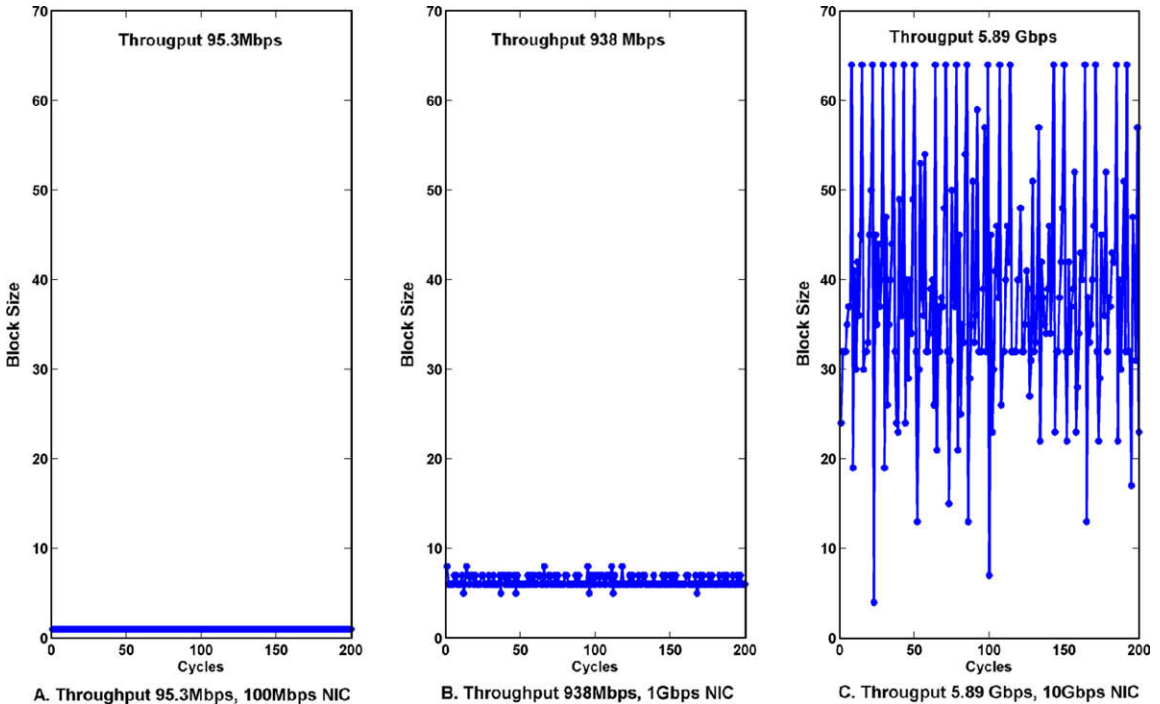 Througput 95.3Mbps
70
60
50
40
30
20
10
0
0 50 100 150 200
Block Size
Cycles
A. Throughput 95.3Mbps, 100Mbps NIC
Throughput 938 Mbps
70
60
50
40
30
20
10
0
0 50 100 150 200
Block Size
Cycles
B. Throughput 938Mbps, 1Gbps NIC
Througput 5.89 Gbps
70
60
50
40
30
20
10
0
0 50 100 150 200
Block Size
Cycles
C. Througput 5.89 Gbps, 10Gbps NIC